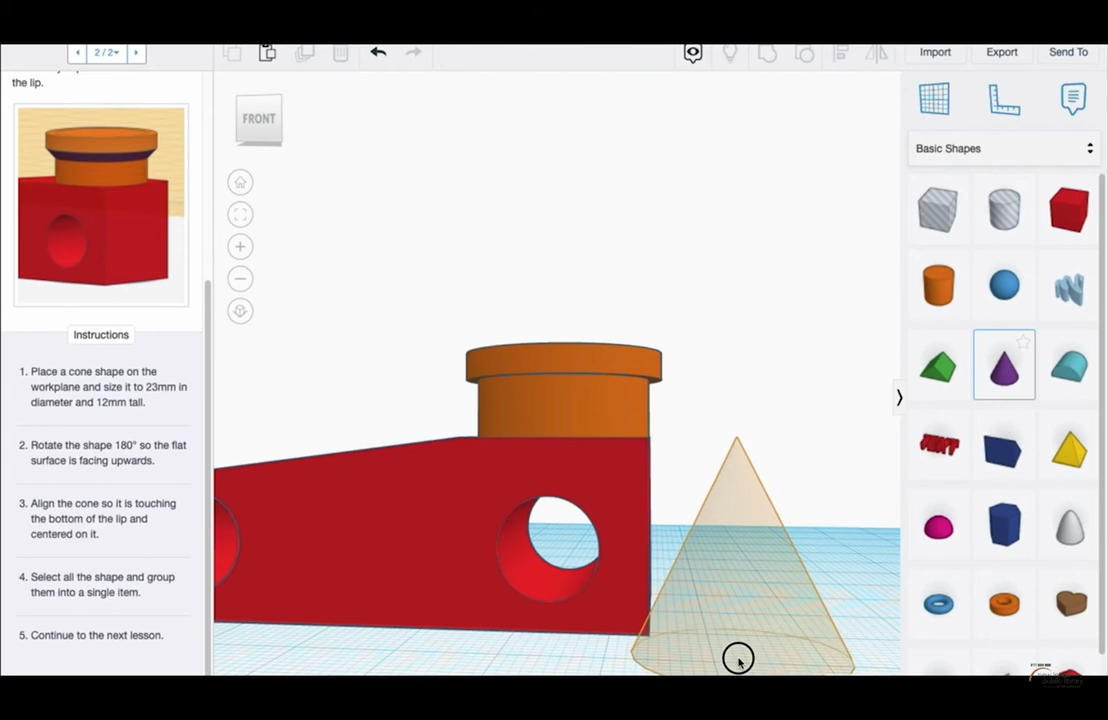 2/2
Import
Export
Send To
the lip.
FRONT
Basic Shapes
Instructions
1. Place a cone shape on the
workplane and size it to 23mm in
diameter and 12mm tall.
2. Rotate the shape 180° so the flat
surface is facing upwards.
3. Align the cone so it is touching
the bottom of the lip and
centered on it.
4. Select all the shape and group
them into a single item.
5. Continue to the next lesson.
TEXT
public library